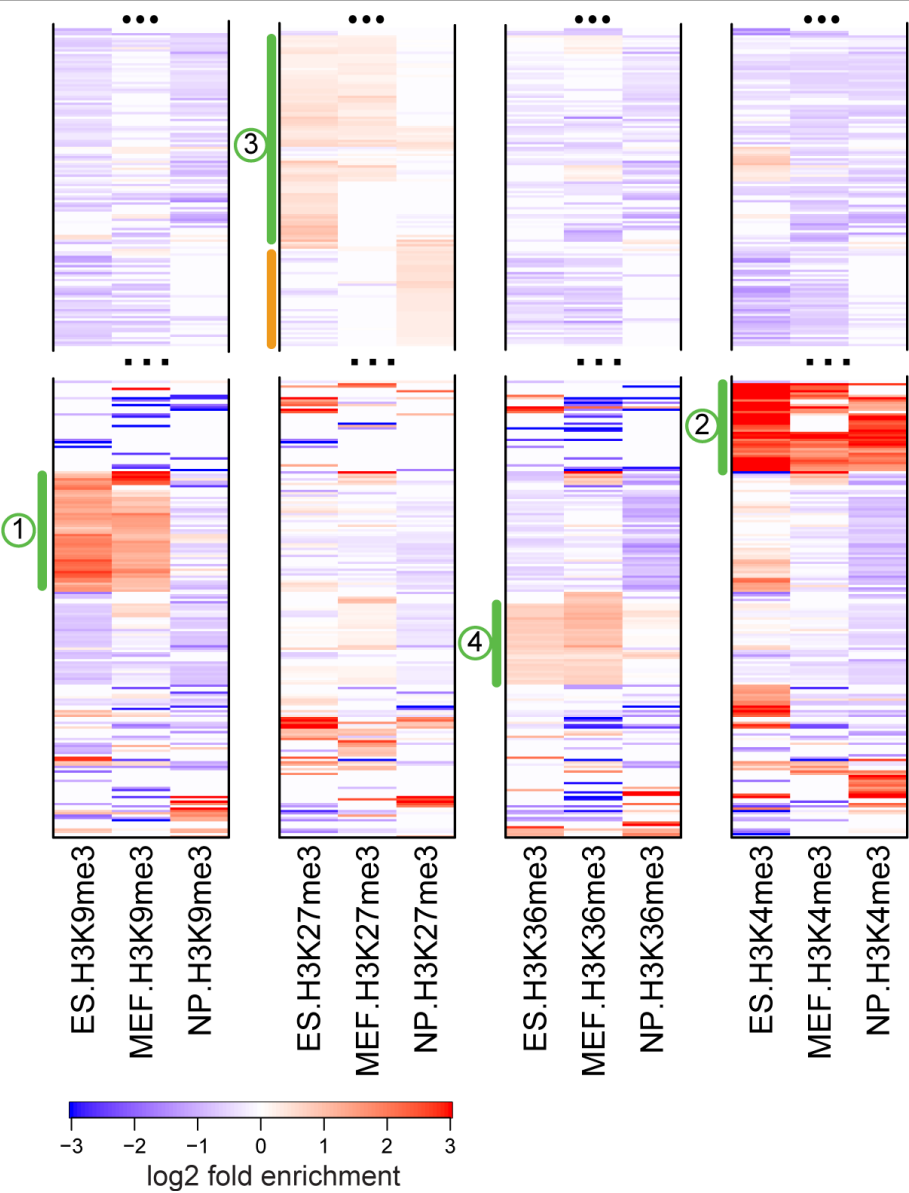 3
2
1
4
ES.H3K9me3
MEF.H3K9me3
NP.H3K9me3
ES.H3K27me3
MEF.H3K27me3
NP.H3K27me3
ES.H3K36me3
MEF.H3K36me3
NP.H3K36me3
ES.H3K4me3
MEF.H3K4me3
NP.H3K4me3
−3 −2 −1 0 1 2 3
log2 fold enrichment